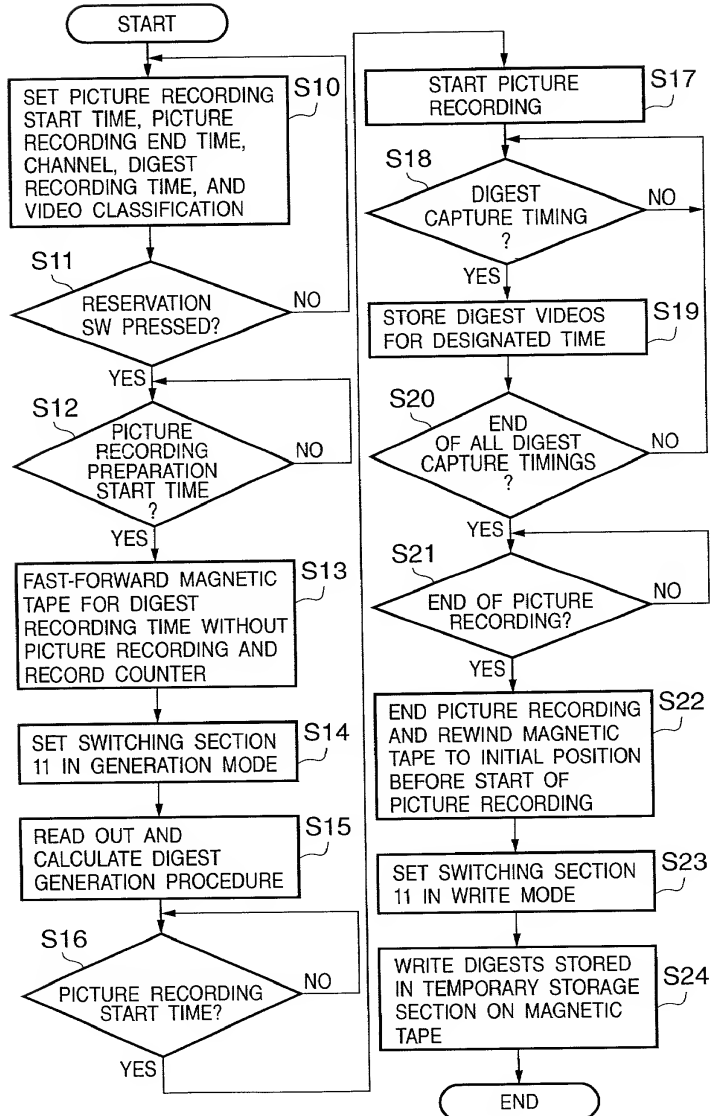 START
S10
SET PICTURE RECORDING
START TIME, PICTURE
RECORDING END TIME,
CHANNEL, DIGEST
RECORDING TIME, AND
VIDEO CLASSIFICATION
S11
RESERVATION
SW PRESSED?
NO
YES
S12
PICTURE
RECORDING
PREPARATION
START TIME
?
NO
YES
S13
FAST-FORWARD MAGNETIC
TAPE FOR DIGEST
RECORDING TIME WITHOUT
PICTURE RECORDING AND
RECORD COUNTER
S14
SET SWITCHING SECTION
11 IN GENERATION MODE
S15
READ OUT AND
CALCULATE DIGEST
GENERATION PROCEDURE
S16
PICTURE RECORDING
START TIME?
NO
YES
S17
START PICTURE
RECORDING
S18
DIGEST
CAPTURE TIMING
?
NO
YES
S19
STORE DIGEST VIDEOS
FOR DESIGNATED TIME
S20
END
OF ALL DIGEST
CAPTURE TIMINGS
?
NO
YES
S21
END OF PICTURE
RECORDING?
NO
YES
S22
END PICTURE RECORDING
AND REWIND MAGNETIC
TAPE TO INITIAL POSITION
BEFORE START OF
PICTURE RECORDING
S23
SET SWITCHING SECTION
11 IN WRITE MODE
S24
WRITE DIGESTS STORED
IN TEMPORARY STORAGE
SECTION ON MAGNETIC
TAPE
END